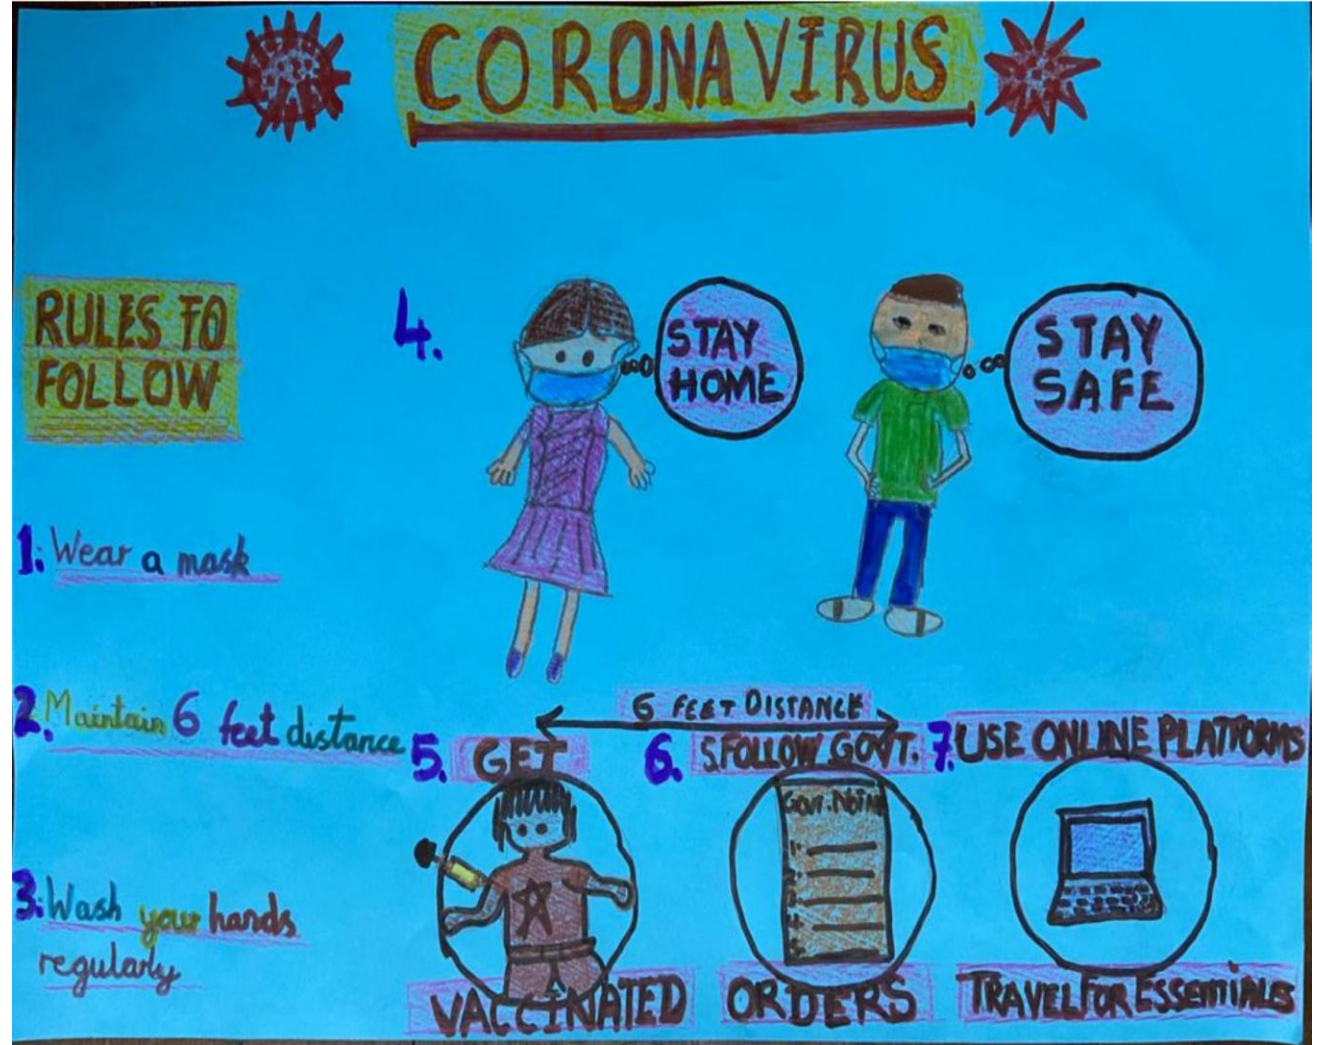 CORONAVIRUS
RULES TO
FOLLOW
4.
STAY
HOME
STAY
SAFE
1. Wear a mask
2. Maintain 6 feet distance
3. Wash your hands
regularly
6 FEET DISTANCE
5. GET
VACCINATED
6. 5.FOLLOW GOVT.
GOVT.
ORDERS
7. USE ONLINE PLATFORMS
TRAVEL FOR ESSENTIALS